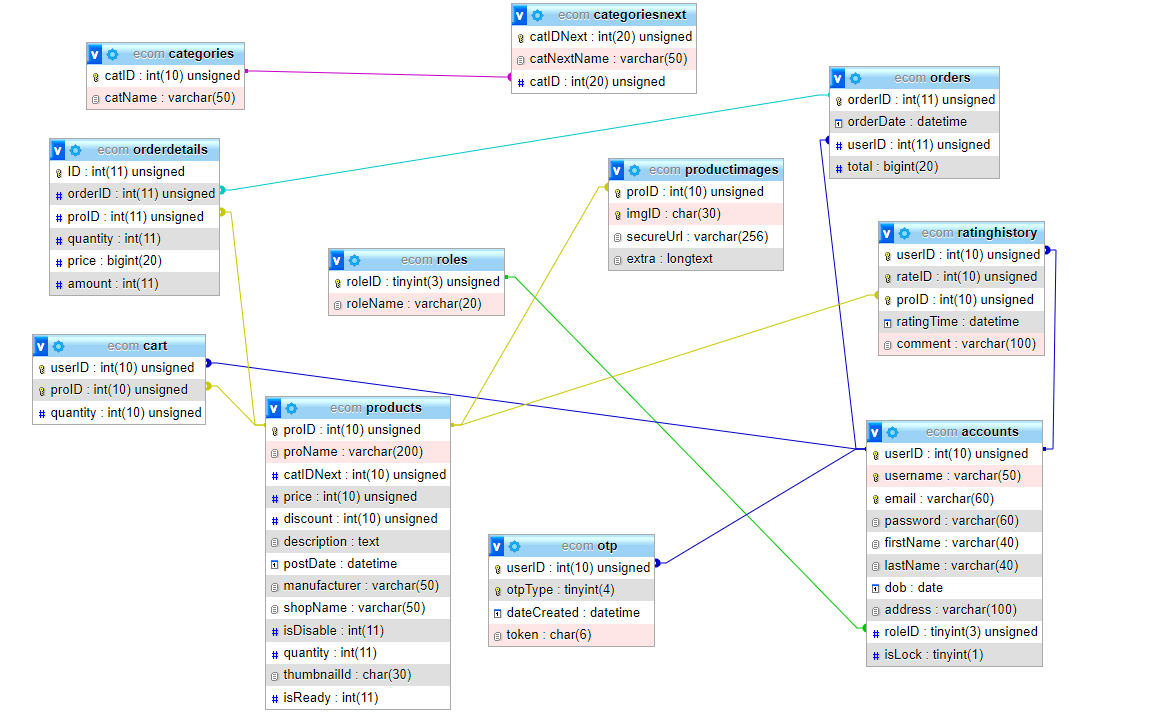 ecom categories
catID : int(10) unsigned
catName : varchar(50)
ecom categoriesnext
catIDNext : int(20) unsigned
catNextName : varchar(50)
catID : int(20) unsigned
ecom orders
orderID : int(11) unsigned
orderDate : datetime
userID : int(11) unsigned
total : bigint(20)
ecom orderdetails
ID : int(11) unsigned
orderID : int(11) unsigned
proID : int(11) unsigned
quantity : int(11)
price : bigint(20)
amount : int(11)
ecom productimages
proID : int(10) unsigned
imgID : char(30)
secureUrl : varchar(256)
extra : longtext
ecom roles
roleID : tinyint(3) unsigned
roleName : varchar(20)
ecom ratinghistory
userID : int(10) unsigned
rateID : int(10) unsigned
proID : int(10) unsigned
ratingTime : datetime
comment : varchar(100)
ecom cart
userID : int(10) unsigned
proID : int(10) unsigned
quantity : int(10) unsigned
ecom products
proID : int(10) unsigned
proName : varchar(200)
catIDNext : int(10) unsigned
price : int(10) unsigned
discount : int(10) unsigned
description : text
postDate : datetime
manufacturer : varchar(50)
shopName : varchar(50)
isDisable : int(11)
quantity : int(11)
thumbnailId : char(30)
isReady : int(11)
ecom otp
userID : int(10) unsigned
otpType : tinyint(4)
dateCreated : datetime
token : char(6)
ecom accounts
userID : int(10) unsigned
username : varchar(50)
email : varchar(60)
password : varchar(60)
firstName : varchar(40)
lastName : varchar(40)
dob : date
address : varchar(100)
roleID : tinyint(3) unsigned
isLock : tinyint(1)